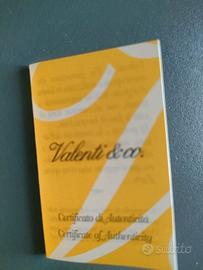 Valenti & co.
Certificato di Autenticità
Certificate of Authenticity
subito